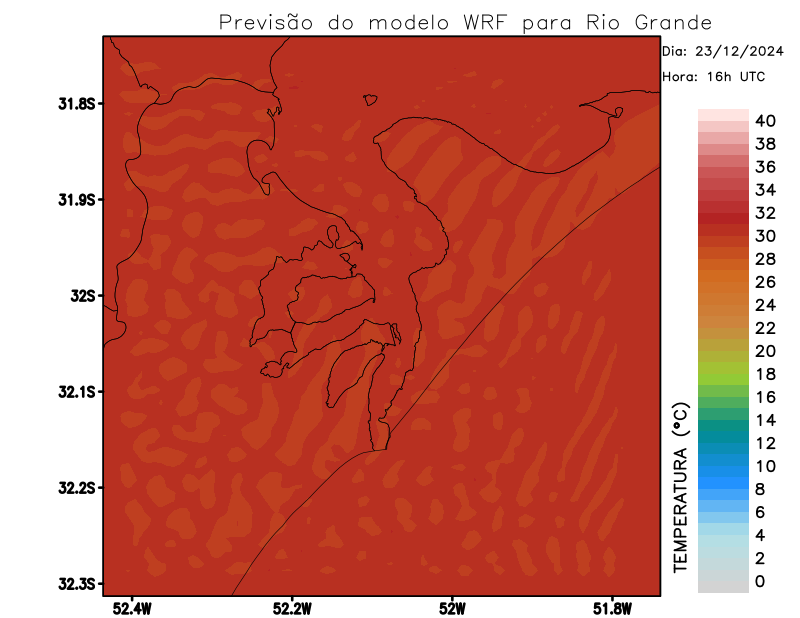 Previsão do modelo WRF para Rio Grande
Dia: 23/12/2024
Hora: 16h UTC
31.8S
31.9S
32S
32.1S
32.2S
32.3S
52.4W
52.2W
52W
51.8W
TEMPERATURA (°C)
40
38
36
34
32
30
28
26
24
22
20
18
16
14
12
10
8
6
4
2
0